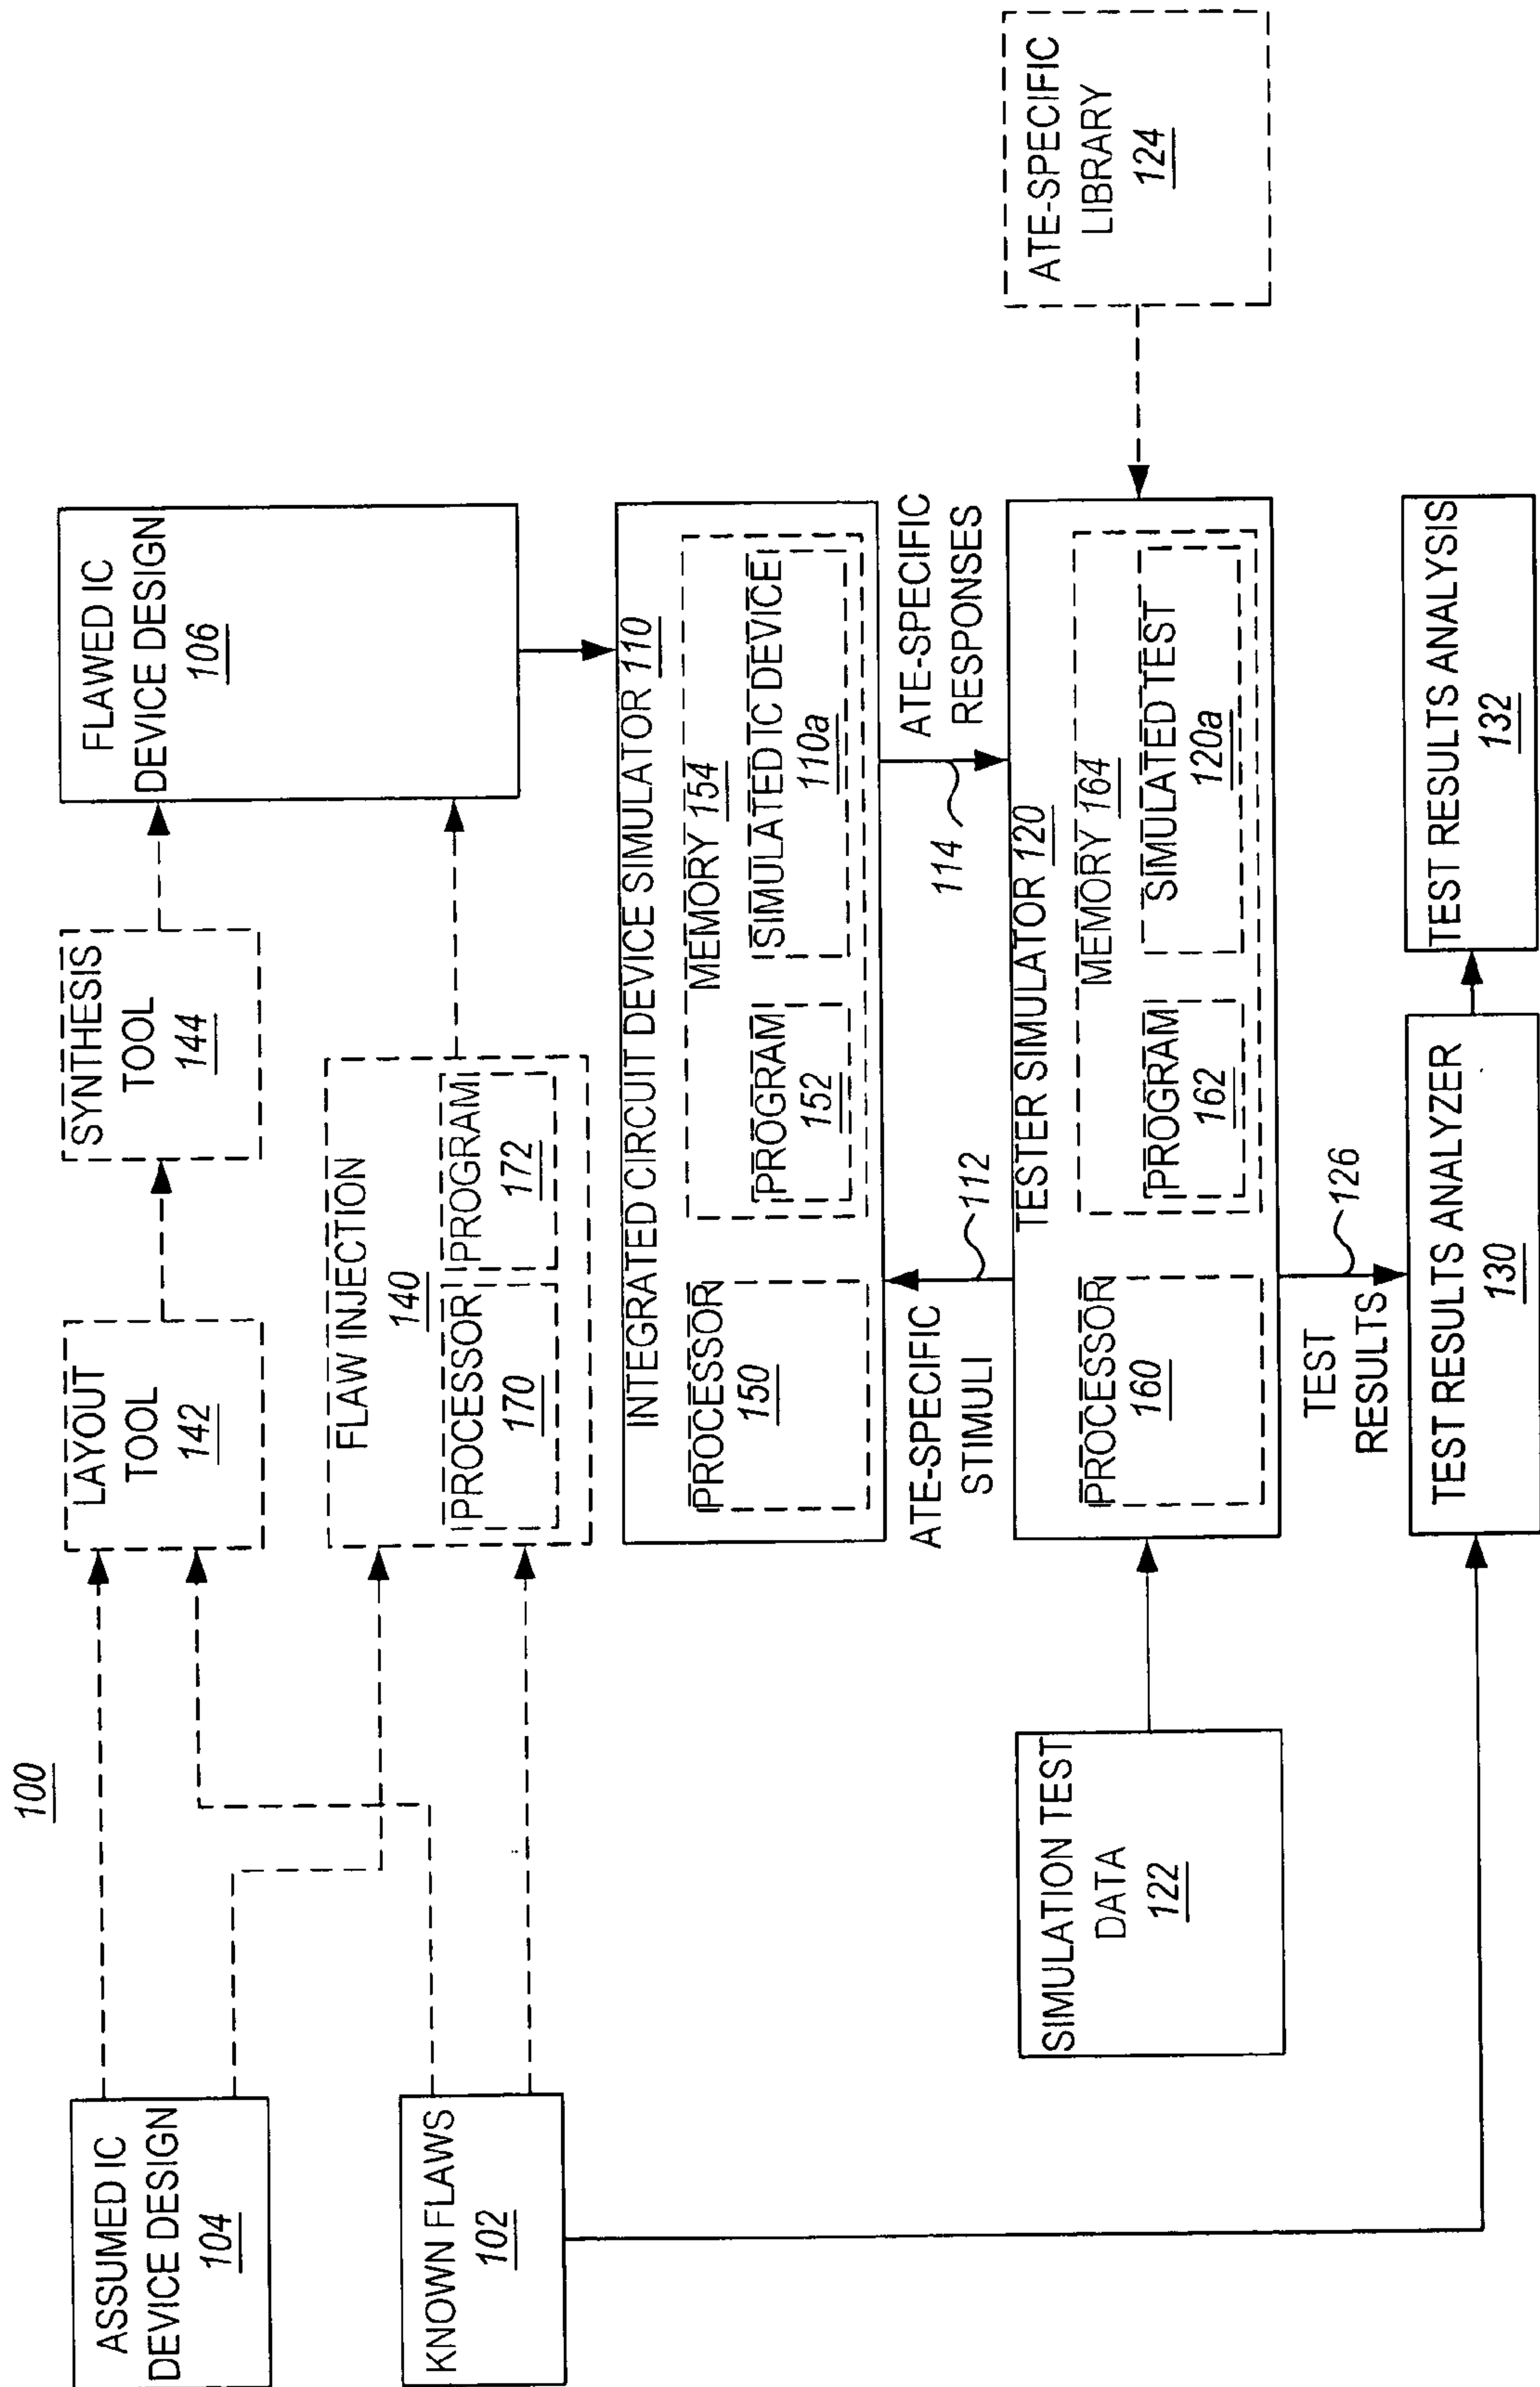 100
ASSUMED IC
DEVICE DESIGN
104
KNOWN FLAWS
102
LAYOUT
TOOL
142
SYNTHESIS
TOOL
144
FLAW INJECTION
140
PROCESSOR
170
PROGRAM
172
FLAWED IC
DEVICE DESIGN
106
INTEGRATED CIRCUIT DEVICE SIMULATOR 110
PROCESSOR
150
MEMORY 154
PROGRAM
152
SIMULATED IC DEVICE
110a
ATE-SPECIFIC
STIMULI
112
114
ATE-SPECIFIC
RESPONSES
SIMULATION TEST
DATA
122
TESTER SIMULATOR 120
PROCESSOR
160
MEMORY 164
PROGRAM
162
SIMULATED TEST
120a
ATE-SPECIFIC
LIBRARY
124
TEST
RESULTS
126
TEST RESULTS ANALYZER
130
TEST RESULTS ANALYSIS
132